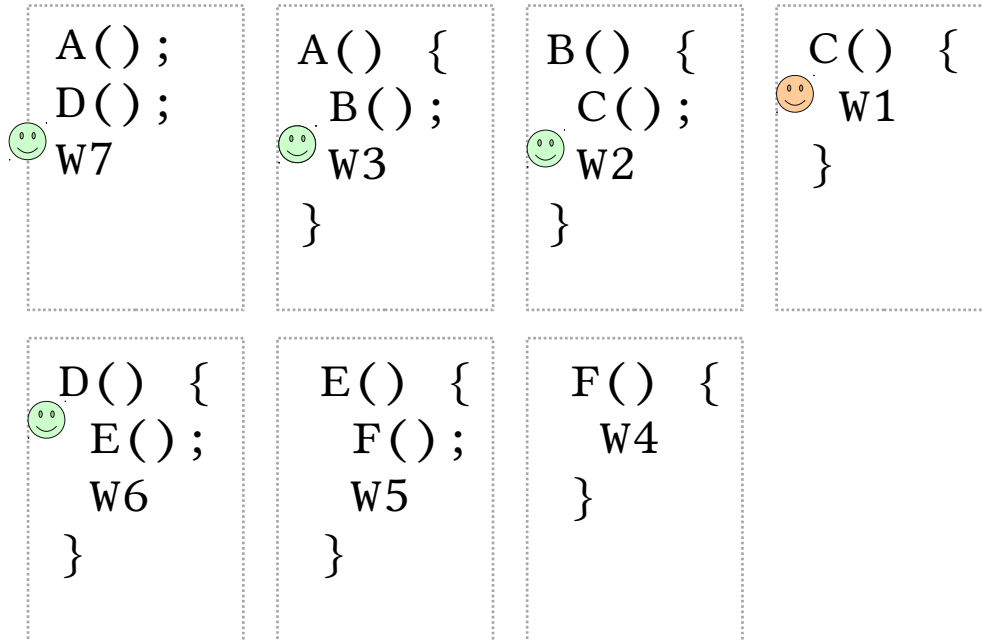 A();
D();
W7
A() {
B();
W3
}
B() {
C();
W2
}
C() {
W1
}
D() {
E();
W6
}
E() {
F();
W5
}
F() {
W4
}